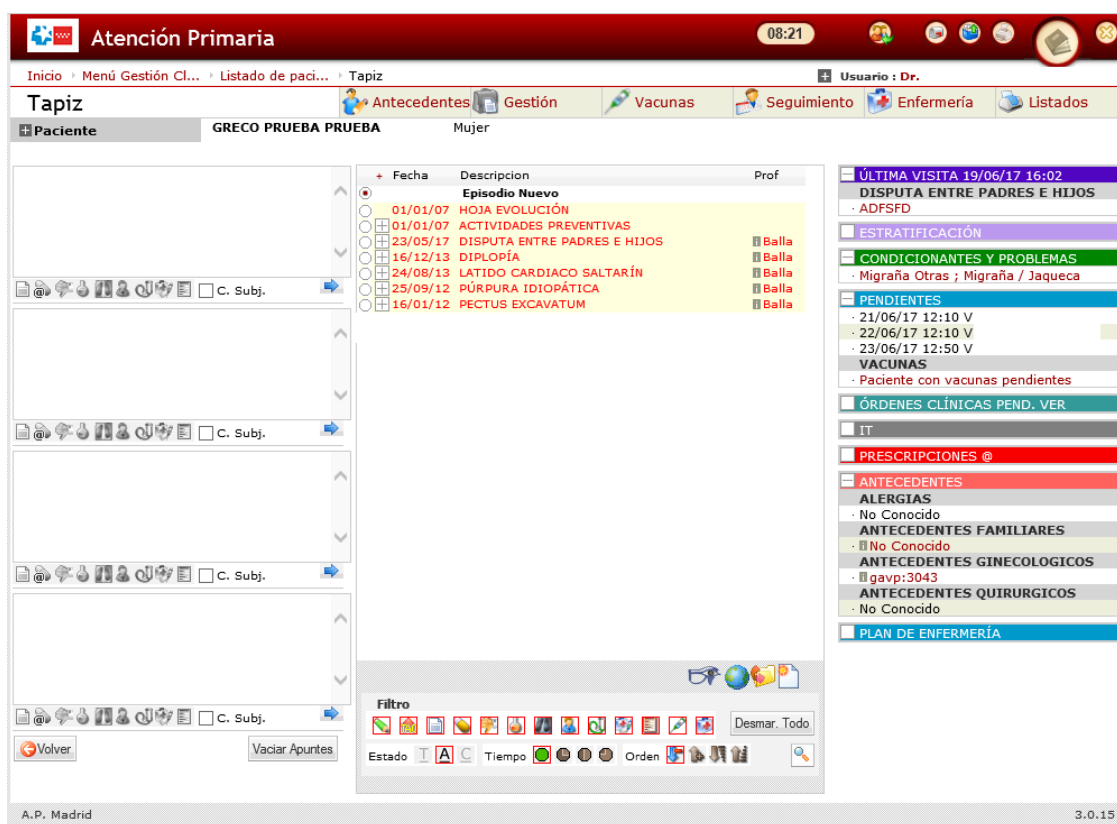 Atención Primaria
08:21
Inicio Menú Gestión Cl... Listado de paci... Tapiz
Usuario : Dr.
Tapiz
Antecedentes
Gestión
Vacunas
Seguimiento
Enfermería
Listados
Paciente
GRECO PRUEBA PRUEBA
Mujer
C. Subj.
C. Subj.
C. Subj.
C. Subj.
Volver
Vaciar Apuntes
+ Fecha Descripcion Prof
Episodio Nuevo
01/01/07 HOJA EVOLUCIÓN
01/01/07 ACTIVIDADES PREVENTIVAS
23/05/17 DISPUTA ENTRE PADRES E HIJOS Balla
16/12/13 DIPLOPÍA Balla
24/08/13 LATIDO CARDIACO SALTARÍN Balla
25/09/12 PÚRPURA IDIOPÁTICA Balla
16/01/12 PECTUS EXCAVATUM Balla
Filtro
Desmar. Todo
Estado T A C Tiempo Orden
ÚLTIMA VISITA 19/06/17 16:02
DISPUTA ENTRE PADRES E HIJOS
· ADFSFD
ESTRATIFICACIÓN
CONDICIONANTES Y PROBLEMAS
· Migraña Otras ; Migraña / Jaqueca
PENDIENTES
· 21/06/17 12:10 V
· 22/06/17 12:10 V
· 23/06/17 12:50 V
VACUNAS
· Paciente con vacunas pendientes
ÓRDENES CLÍNICAS PEND. VER
IT
PRESCRIPCIONES @
ANTECEDENTES
ALERGIAS
· No Conocido
ANTECEDENTES FAMILIARES
· No Conocido
ANTECEDENTES GINECOLOGICOS
· gavp:3043
ANTECEDENTES QUIRURGICOS
· No Conocido
PLAN DE ENFERMERÍA
A.P. Madrid
3.0.15